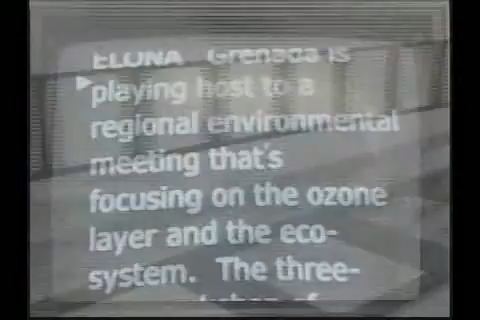 ELONA Grenada is
playing host to a
regional environmental
meeting that's
focusing on the ozone
layer and the eco-
system. The three-
of